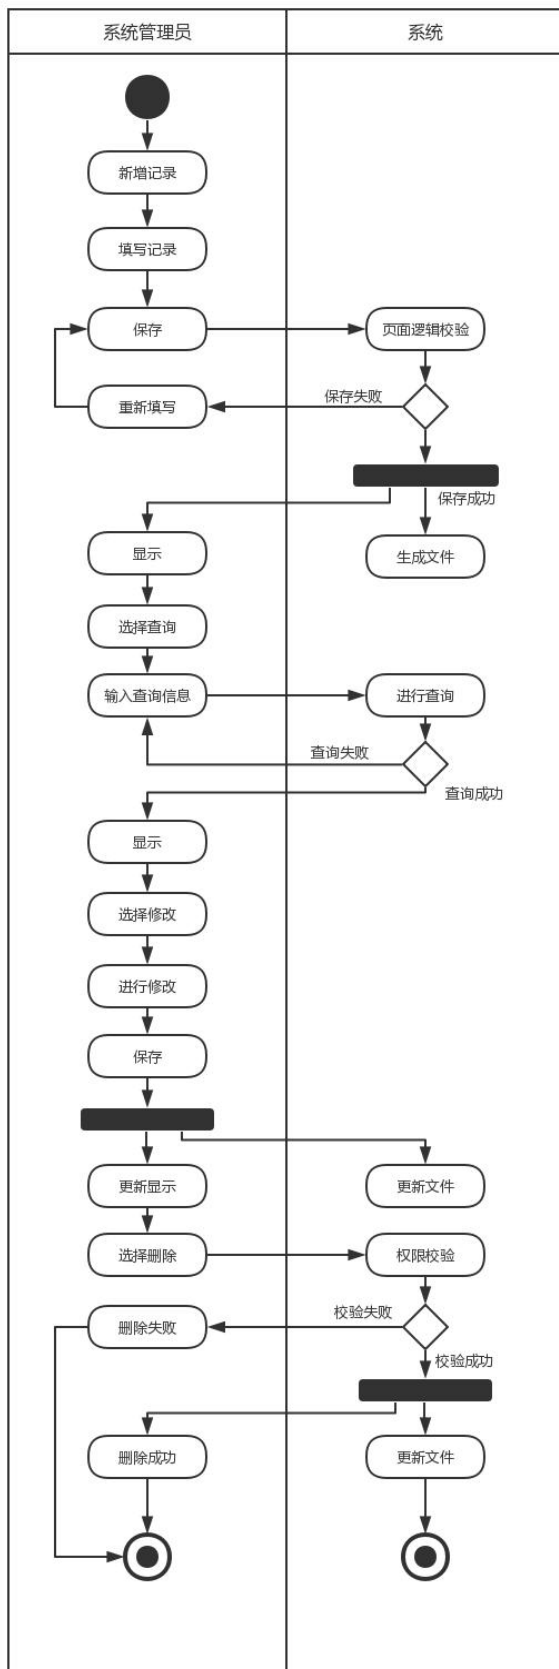 系统管理员
系统
新增记录
填写记录
保存
页面逻辑校验
保存失败
重新填写
保存成功
显示
生成文件
选择查询
输入查询信息
进行查询
查询失败
查询成功
显示
选择修改
进行修改
保存
更新显示
更新文件
选择删除
权限校验
校验失败
删除失败
校验成功
删除成功
更新文件